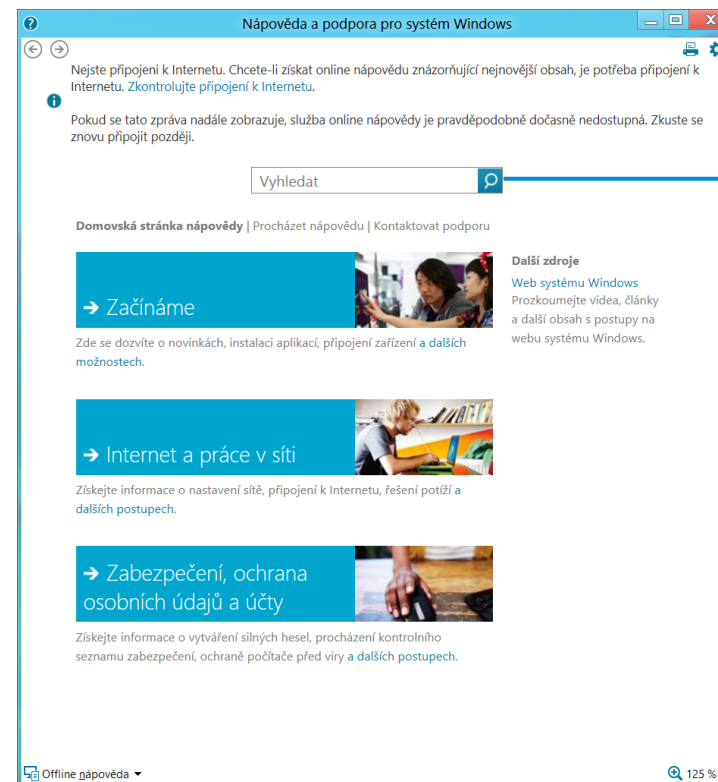 Nápověda a podpora pro systém Windows
Nejste připojeni k Internetu. Chcete-li získat online nápovědu znázorňující nejnovější obsah, je potřeba připojení k
Internetu. Zkontrolujte připojení k Internetu.
Pokud se tato zpráva nadále zobrazuje, služba online nápovědy je pravděpodobně dočasně nedostupná. Zkuste se
znovu připojit později.
Vyhledat
Domovská stránka nápovědy | Procházet nápovědu | Kontaktovat podporu
Začínáme
Zde se dozvíte o novinkách, instalaci aplikací, připojení zařízení a dalších
možnostech.
Další zdroje
Web systému Windows
Prozkoumejte videa, články
a další obsah s postupy na
webu systému Windows.
Internet a práce v síti
Získejte informace o nastavení sítě, připojení k Internetu, řešení potíží a
dalších postupech.
Zabezpečení, ochrana
osobních údajů a účty
Získejte informace o vytváření silných hesel, procházení kontrolního
seznamu zabezpečení, ochraně počítače před viry a dalších postupech.
Offline nápověda
125 %